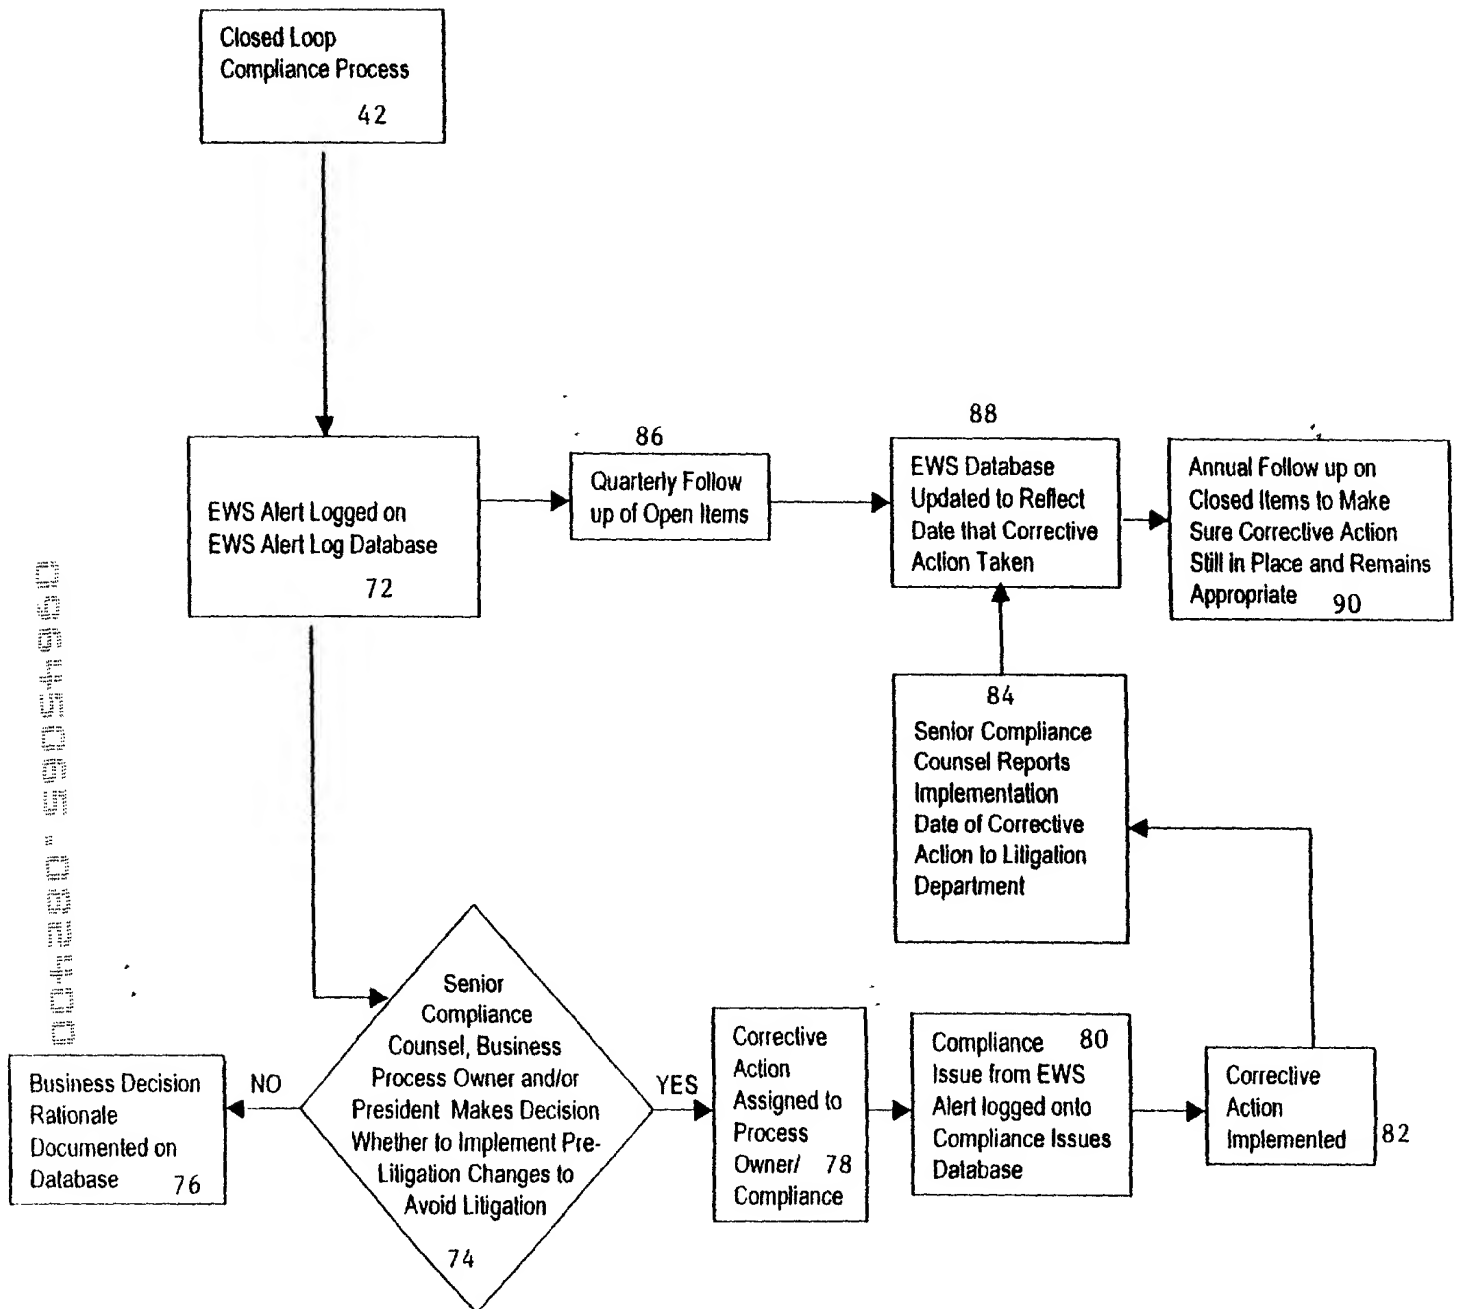 Closed Loop
Compliance Process
42
EWS Alert Logged on
EWS Alert Log Database
72
86
Quarterly Follow
up of Open Items
88
EWS Database
Updated to Reflect
Date that Corrective
Action Taken
Annual Follow up on
Closed Items to Make
Sure Corrective Action
Still in Place and Remains
Appropriate 90
84
Senior Compliance
Counsel Reports
Implementation
Date of Corrective
Action to Litigation
Department
Senior
Compliance
Counsel, Business
Process Owner and/or
President Makes Decision
Whether to Implement Pre-
Litigation Changes to
Avoid Litigation
74
NO
Business Decision
Rationale
Documented on
Database 76
YES
Corrective
Action
Assigned to
Process
Owner/ 78
Compliance
Compliance 80
Issue from EWS
Alert logged onto
Compliance Issues
Database
Corrective
Action
Implemented
82
09645065.082400